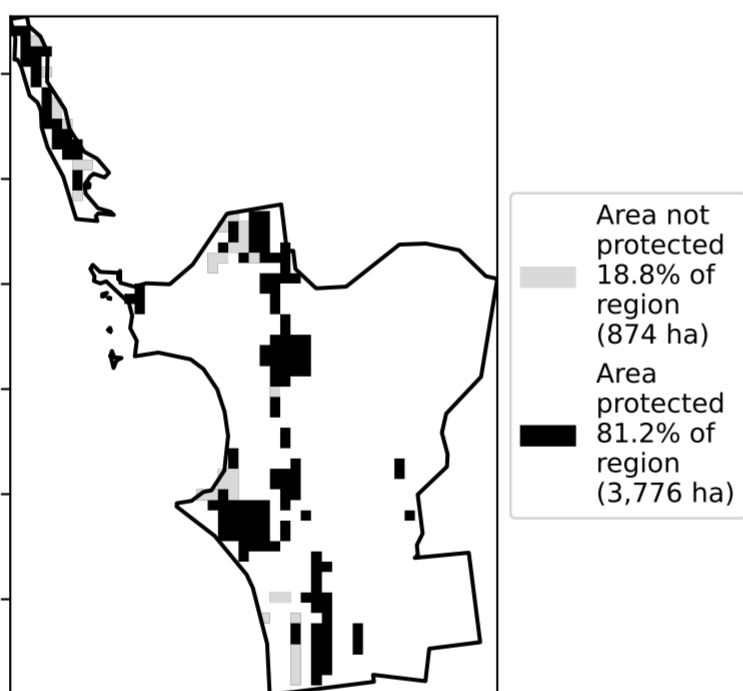 Area not
protected
18.8% of
region
(874 ha)
Area
protected
81.2% of
region
(3,776 ha)